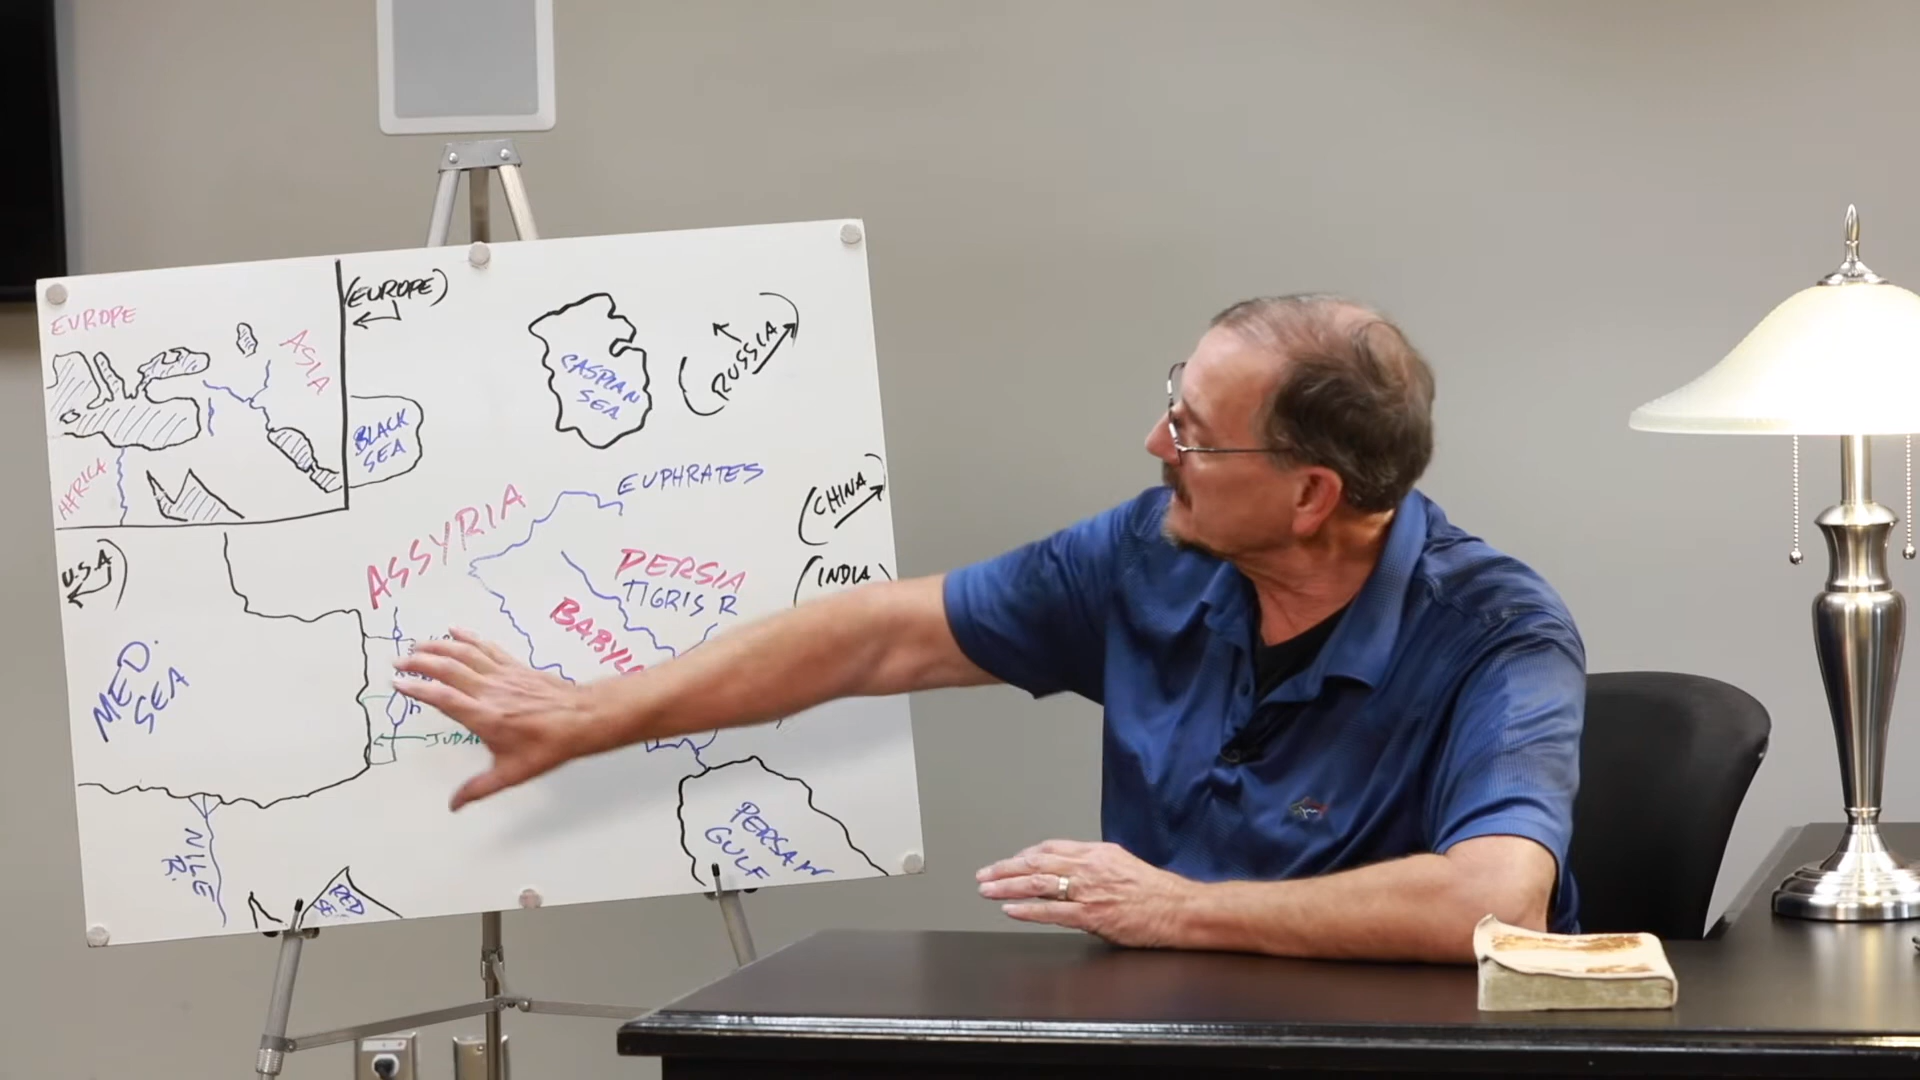 EUROPE
ASIA
AFRICA
(EUROPE)
BLACK
SEA
CASPIAN
SEA
RUSSIA
EUPHRATES
CHINA
INDIA
U.S.A
ASSYRIA
PERSIA
TIGRIS R
MED.
SEA
NILE
R.
RED
PERSIAN
GULF